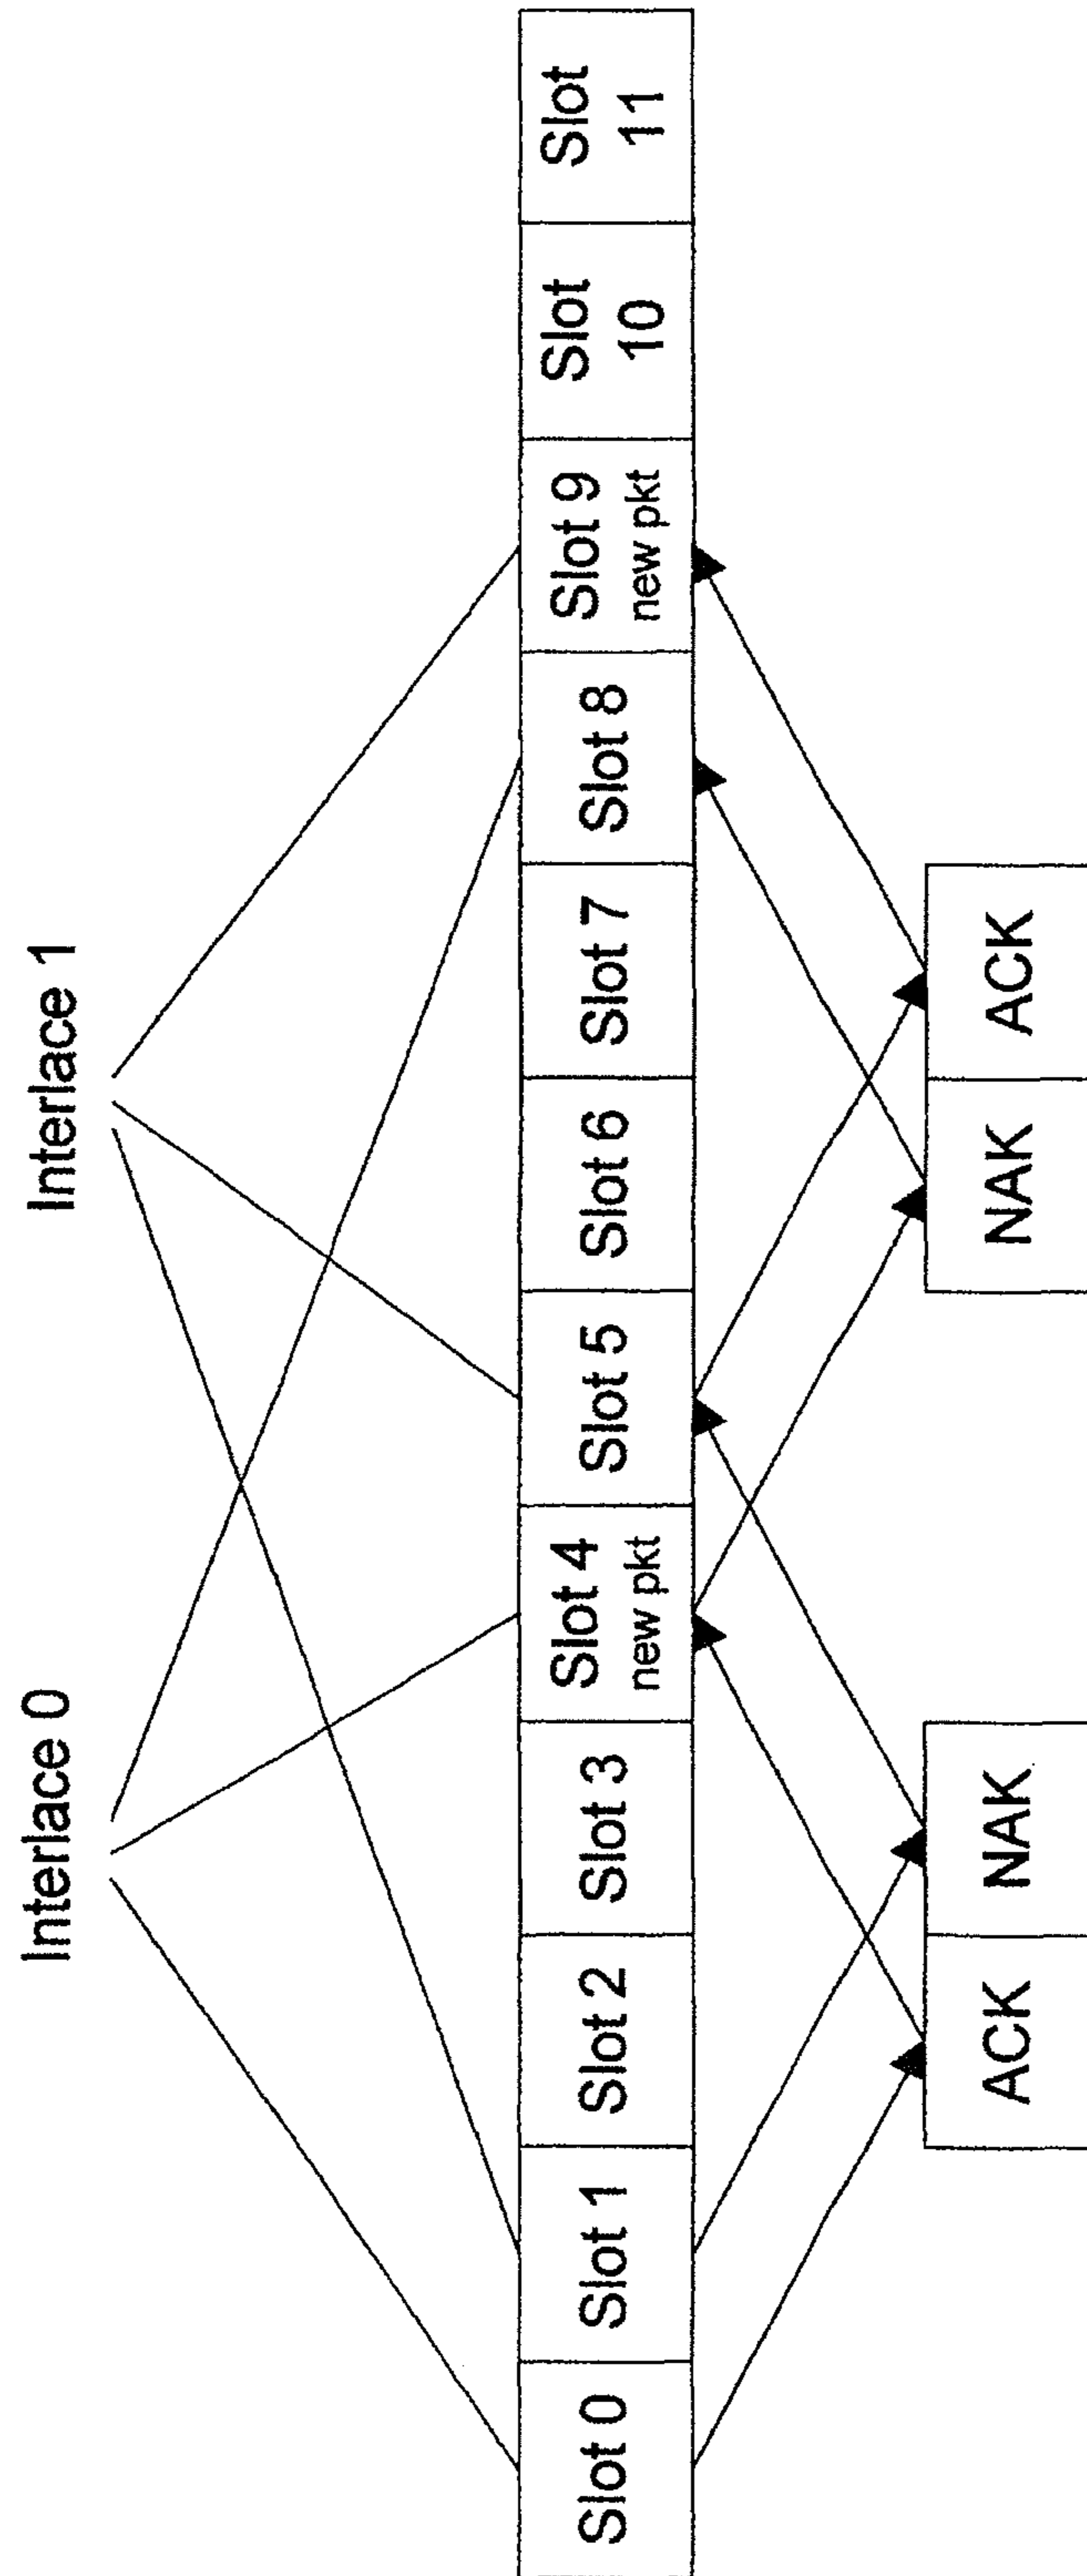 Interlace 0
Interlace 1
Slot 0
Slot 1
Slot 2
Slot 3
Slot 4
new pkt
Slot 5
Slot 6
Slot 7
Slot 8
Slot 9
new pkt
Slot
10
Slot
11
ACK
NAK
NAK
ACK